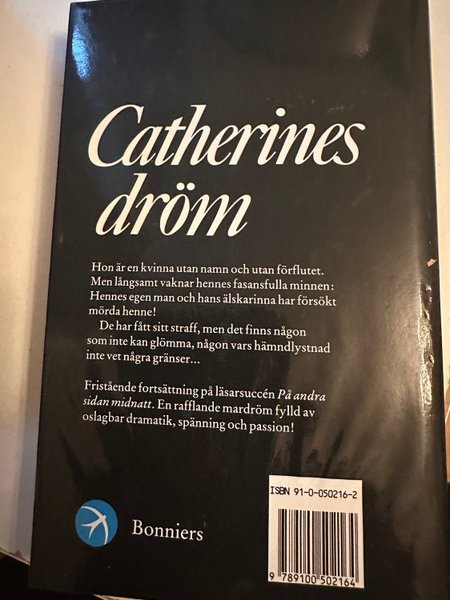 Catherines
dröm
Hon är en kvinna utan namn och utan förflutet.
Men långsamt vaknar hennes fasansfulla minnen:
Hennes egen man och hans älskarinna har försökt
mörda henne!
De har fått sitt straff, men det finns någon
som inte kan glömma, någon vars hämndlystnad
inte vet några gränser...
Fristående fortsättning på läsarsuccén På andra
sidan midnatt. En rafflande mardröm fylld av
oslagbar dramatik, spänning och passion!
ISBN 91-0-050216-2
9 789100 502164
Bonniers